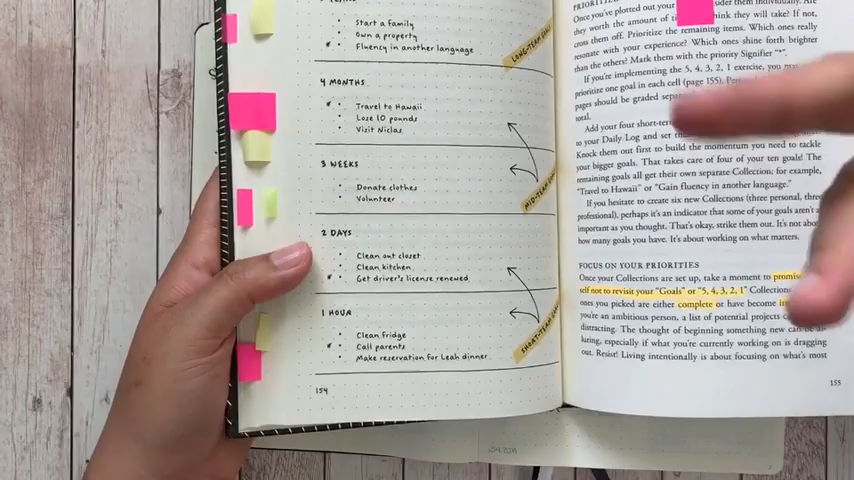 Start a family
Own a property
* Fluency in another language
LONG-TERM
4 MONTHS
* Travel to Hawaii
Lose 10 pounds
Visit Niclas
MID-TERM
3 WEEKS
Donate clothes
Volunteer
2 DAYS
Clean out closet
Clean kitchen
* Get driver's license renewed
1 HOUR
Clean fridge
* Call parents
Make reservation for Leah dinner
SHORT-TERM
154
Once you've plotted out your
sider them individually. Are
they worth the amount of
think they will take? If not,
cross them off. Prioritize the remaining items. Which ones really
resonate with your experience? Which ones shine forth brighter
than others? Mark them with the priority Signifier "*".
If you're implementing the 5, 4, 3, 2, 1 exercise, you
prioritize one goal in each cell (page 155).
pages should be graded
total.
Add your four short-ter
to your Daily Log and set
Knock them out first to build the momentum you need to tackle
your bigger goals. That takes care of four of your ten goals! The
remaining goals all get their own separate Collection: for example,
"Travel to Hawaii" or "Gain fluency in another language."
If you hesitate to create six new Collections (three personal, three
professional), perhaps it's an indicator that some of your goals aren't
important as you thought. That's okay, strike them out. It's not about
how many goals you have. It's about working on what matters.
FOCUS ON YOUR PRIORITIES
Once your Collections are set up, take a moment to
self not to revisit your "Goals" or "5, 4, 3, 2, 1" Collections
ones you picked are either complete or have become
you're an ambitious person, a list of potential projects
distracting. The thought of beginning something new
luring, especially if what you're currently working on is dragging
out. Resist! Living intentionally is about focusing on what's most
155